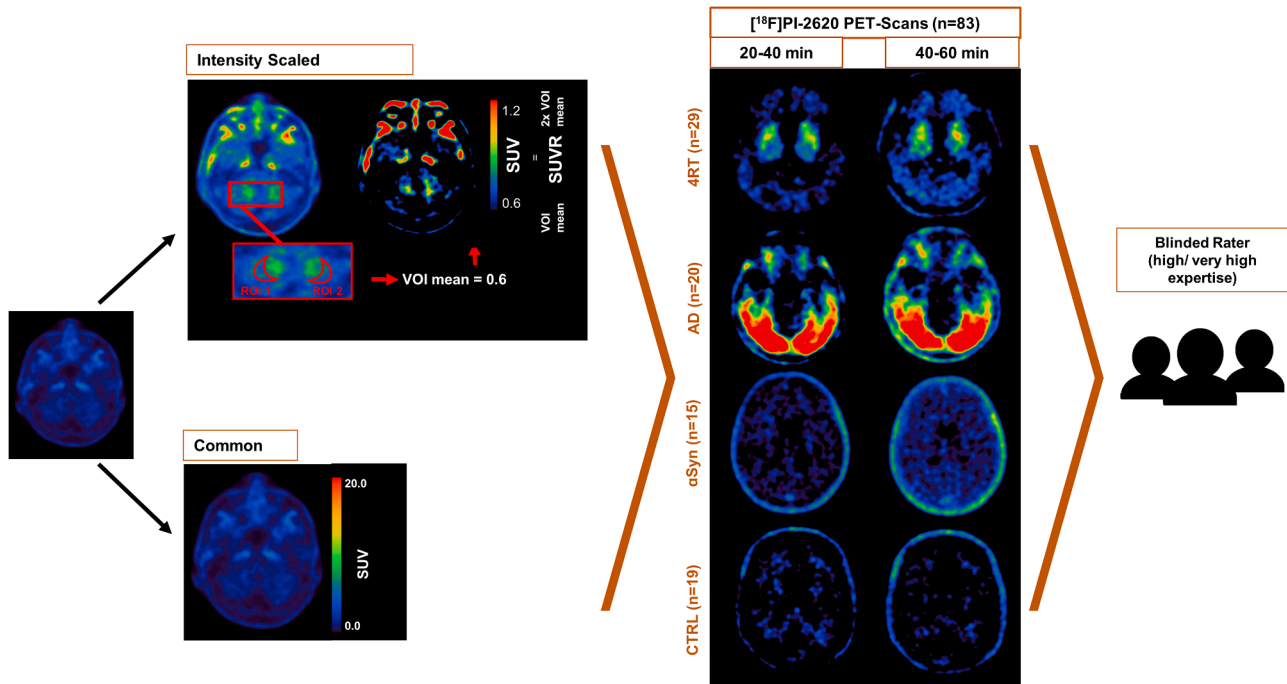 Intensity Scaled
1.2
0.6
SUV
=
SUVR
2x VOI
mean
VOI
mean
ROI 1
ROI 2
VOI mean = 0.6
Common
20.0
0.0
SUV
[¹⁸F]PI-2620 PET-Scans (n=83)
20-40 min
40-60 min
4RT (n=29)
AD (n=20)
αSyn (n=15)
CTRL (n=19)
Blinded Rater
(high/ very high
expertise)